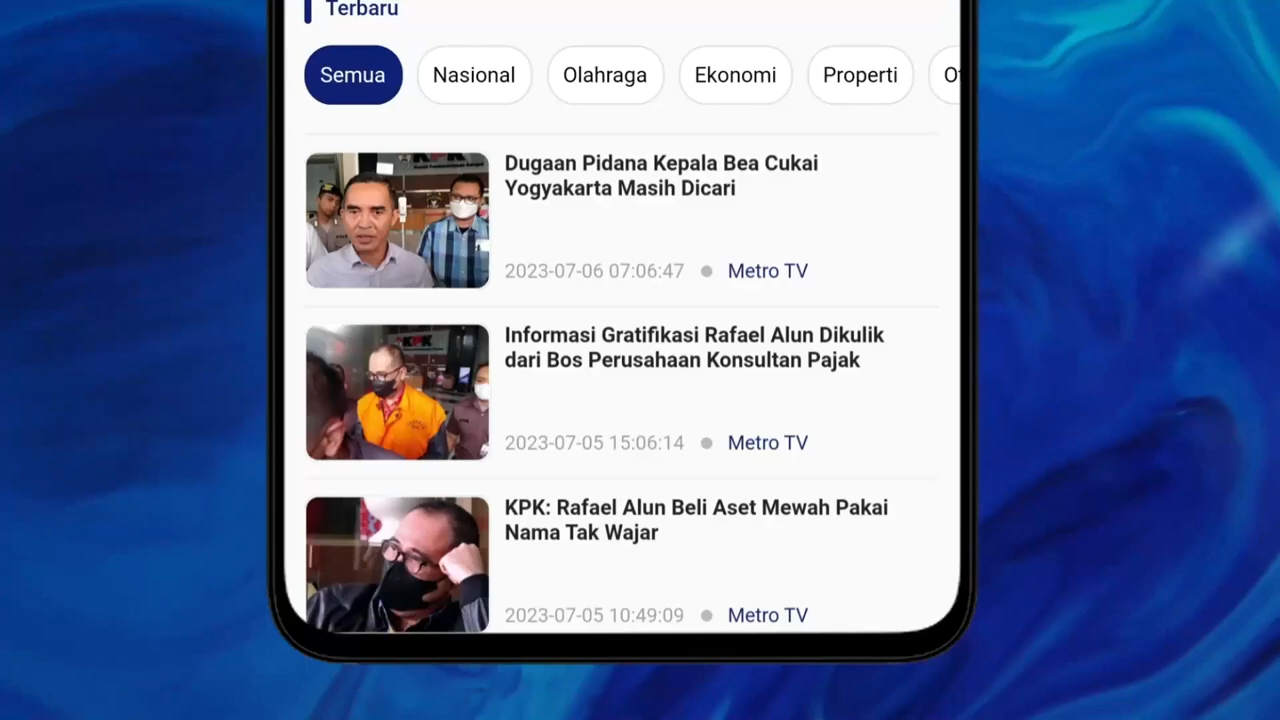 Terbaru
Semua
Nasional
Olahraga
Ekonomi
Properti
Dugaan Pidana Kepala Bea Cukai
Yogyakarta Masih Dicari
2023-07-06 07:06:47
Metro TV
Informasi Gratifikasi Rafael Alun Dikulik
dari Bos Perusahaan Konsultan Pajak
2023-07-05 15:06:14
Metro TV
KPK: Rafael Alun Beli Aset Mewah Pakai
Nama Tak Wajar
2023-07-05 10:49:09
Metro TV